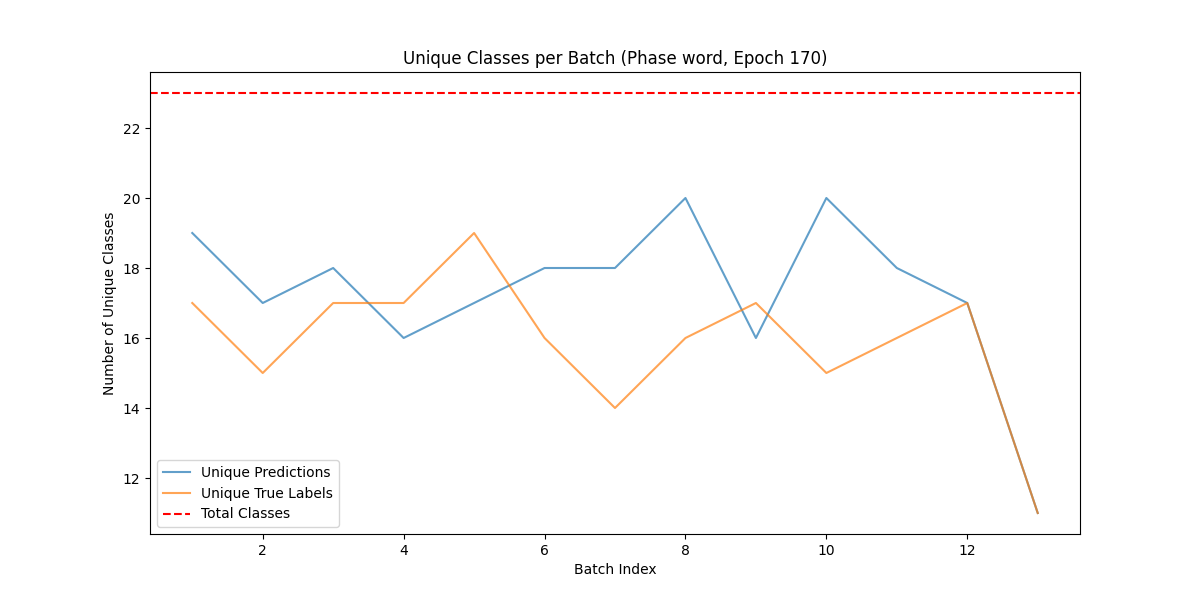 Unique Classes per Batch (Phase word, Epoch 170)
Number of Unique Classes
22
20
18
16
14
12
Unique Predictions
Unique True Labels
Total Classes
2 4 6 8 10 12
Batch Index